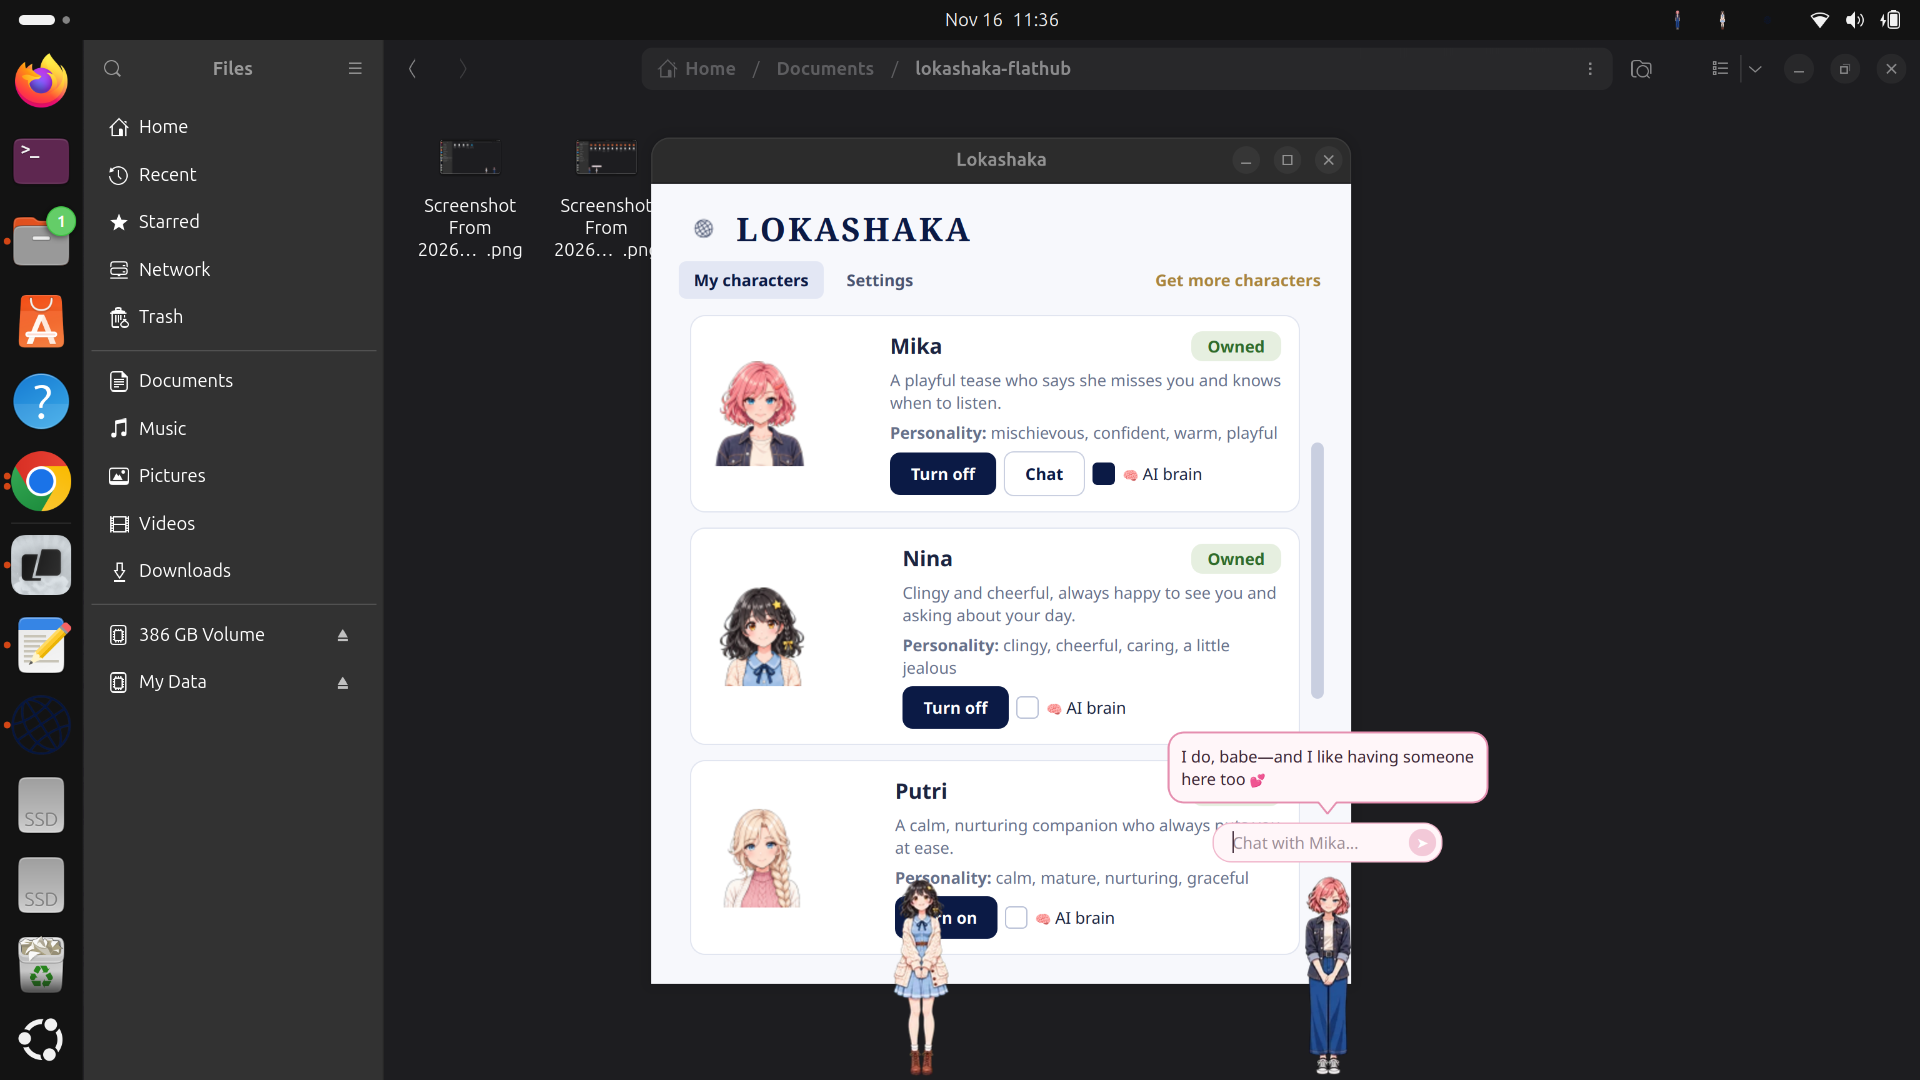 Nov 16 11:36
Files
Home / Documents / lokashaka-flathub
Home
Recent
Starred
Network
Trash
Documents
Music
Pictures
Videos
Downloads
386 GB Volume
My Data
1
>_
?
SSD
SSD
Screenshot
From
2026... .png
Screenshot
From
2026... .png
Lokashaka
LOKASHAKA
My characters
Settings
Get more characters
Mika
Owned
A playful tease who says she misses you and knows
when to listen.
Personality: mischievous, confident, warm, playful
Turn off
Chat
AI brain
Nina
Owned
Clingy and cheerful, always happy to see you and
asking about your day.
Personality: clingy, cheerful, caring, a little
jealous
Turn off
AI brain
I do, babe—and I like having someone
here too 💕
Putri
A calm, nurturing companion who always
at ease.
Chat with Mika...
Personality: calm, mature, nurturing, graceful
on
AI brain